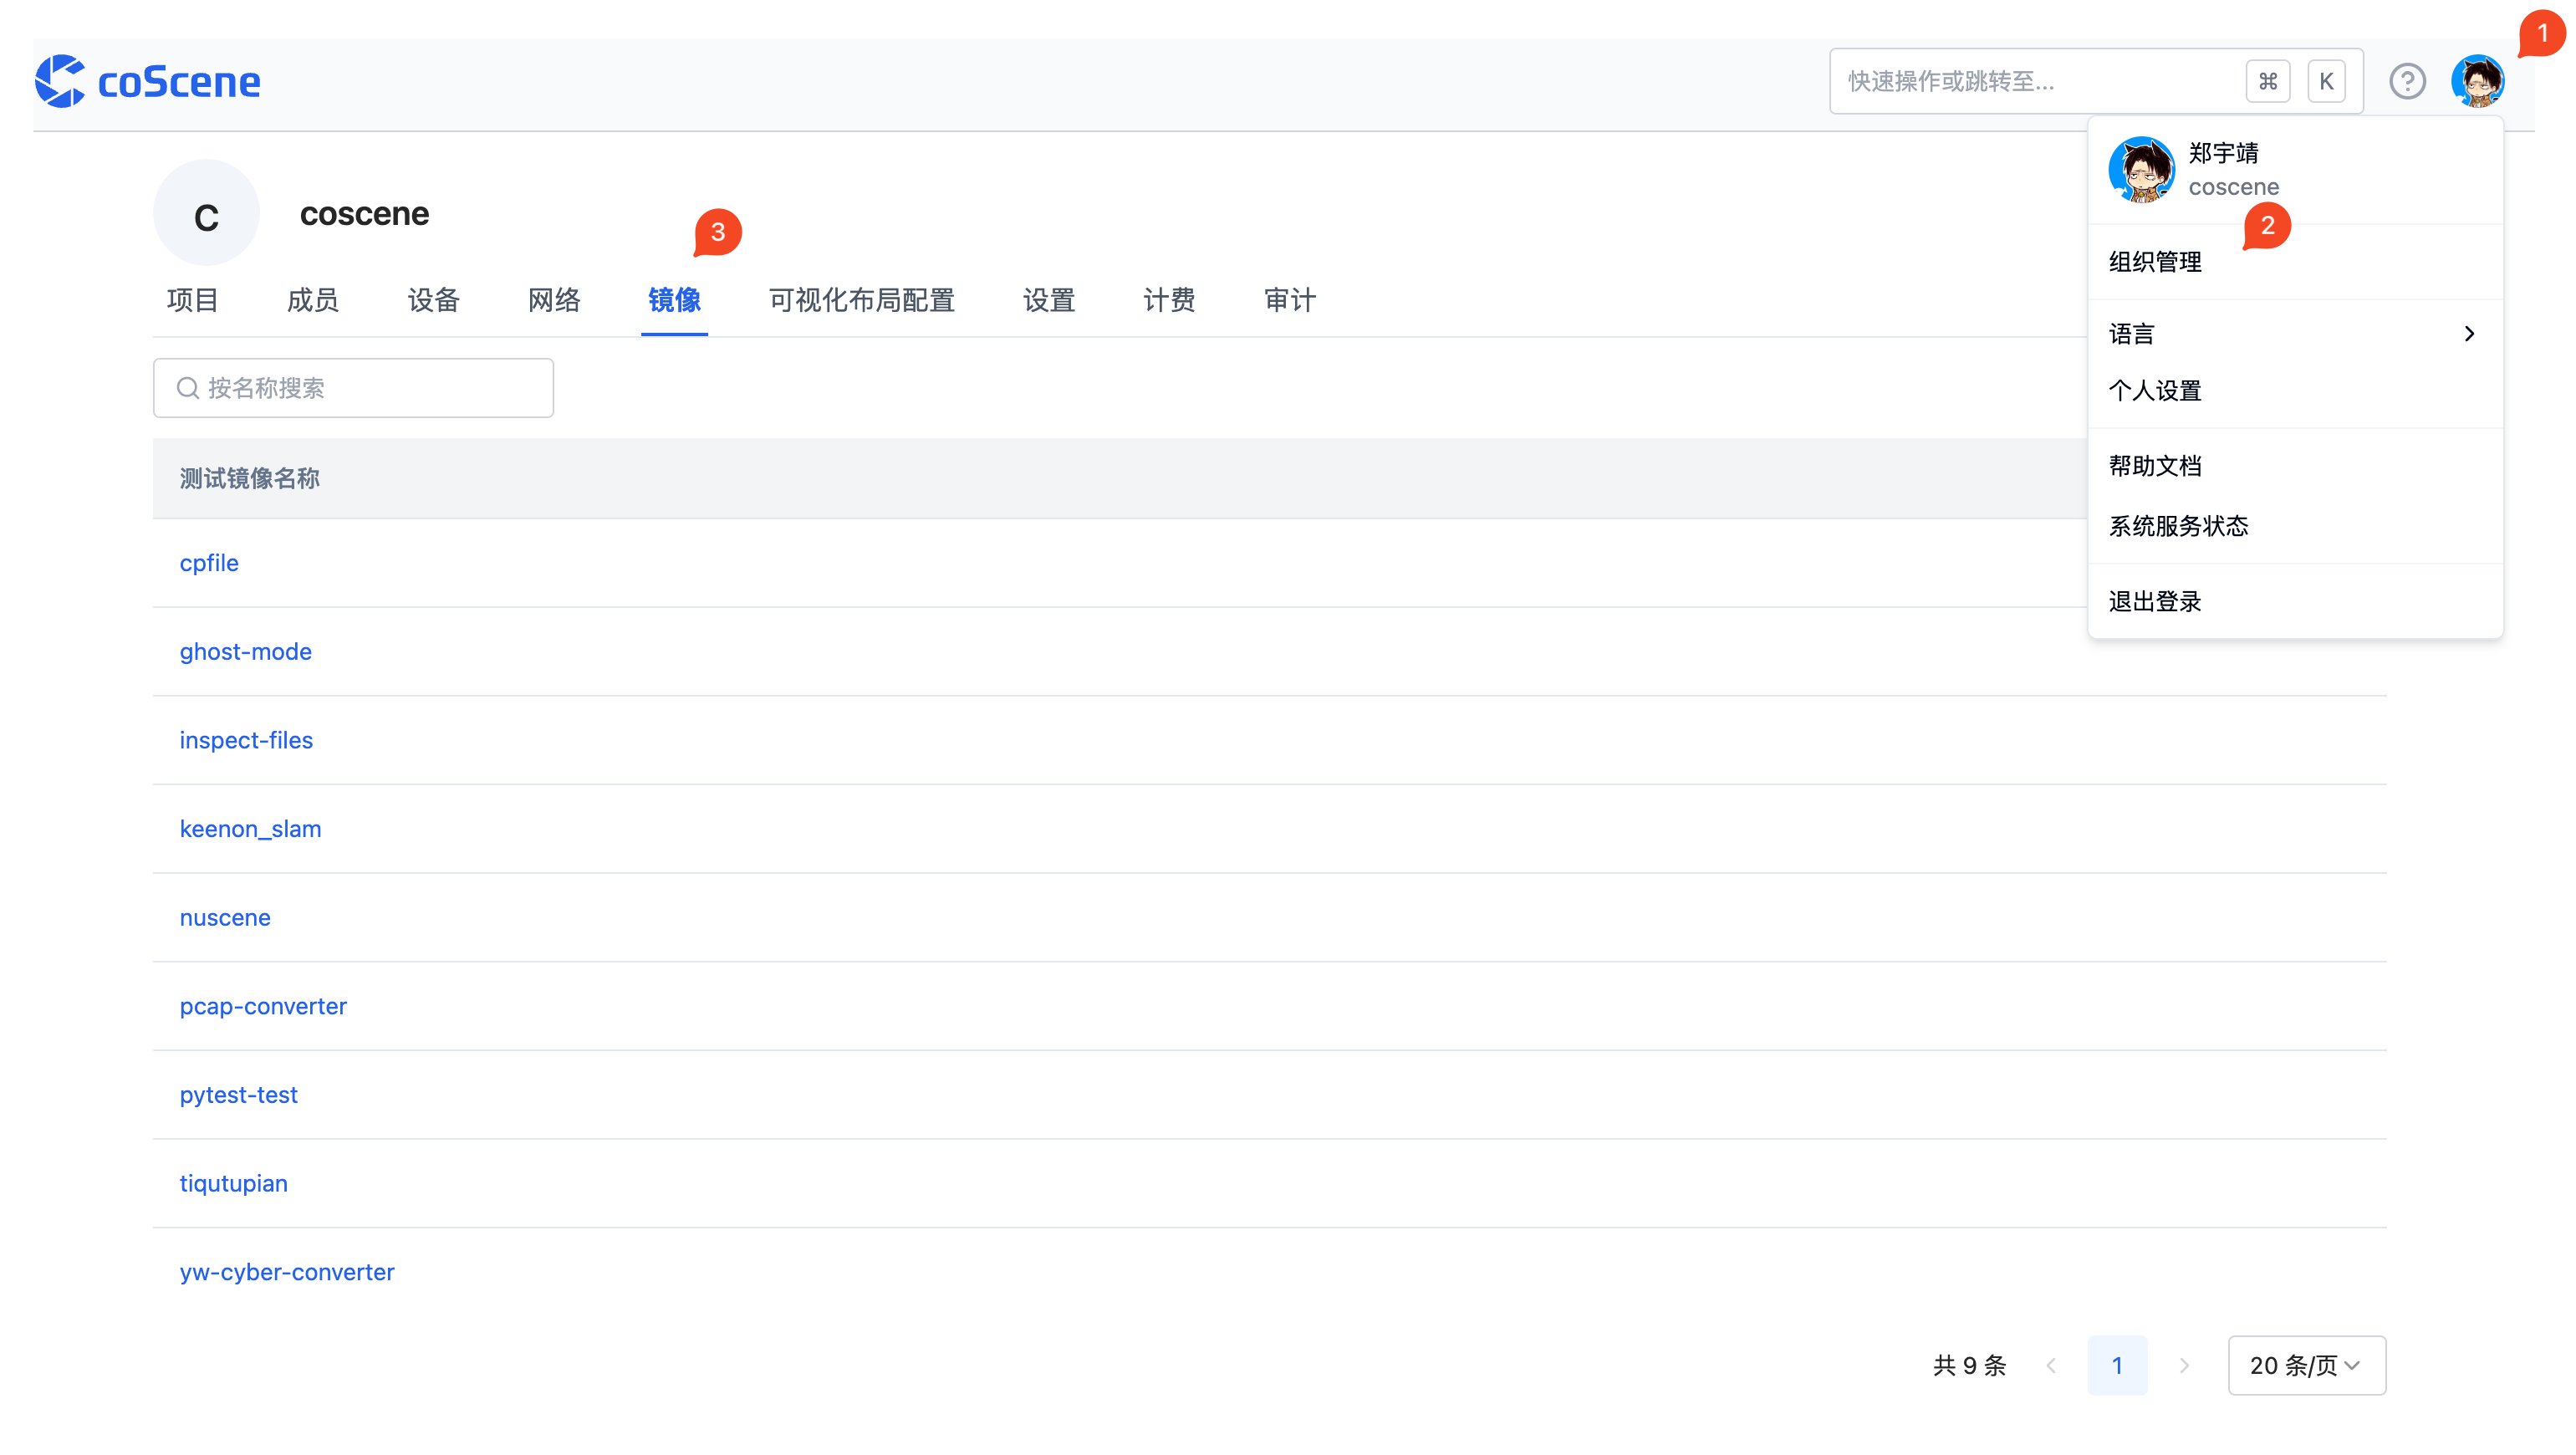 1
coScene
快速操作或跳转至... ⌘ K
郑宇靖
coscene
2
C
coscene
3
组织管理
项目 成员 设备 网络 镜像 可视化布局配置 设置 计费 审计
语言
按名称搜索
个人设置
测试镜像名称
帮助文档
系统服务状态
cpfile
退出登录
ghost-mode
inspect-files
keenon_slam
nuscene
pcap-converter
pytest-test
tiqutupian
yw-cyber-converter
共 9 条 1 20 条/页